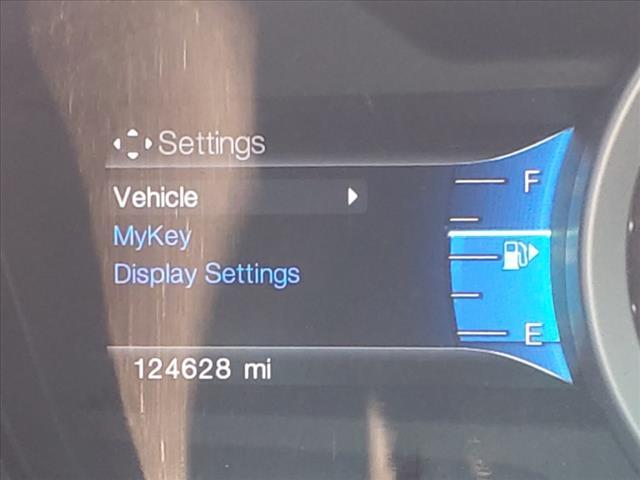 Settings
Vehicle
F
MyKey
Display Settings
E
124628 mi